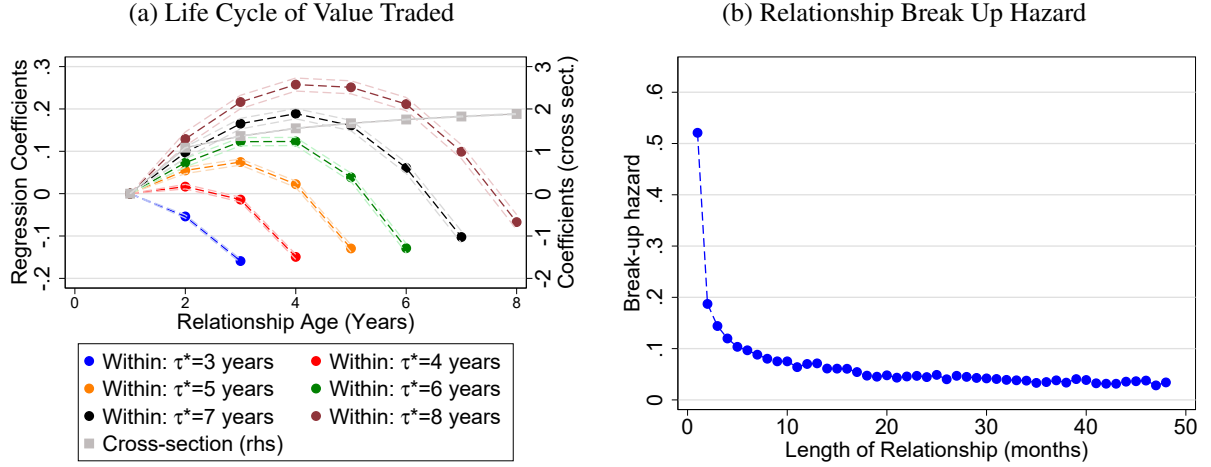 (a) Life Cycle of Value Traded
Regression Coefficients
.3
.2
.1
0
-.1
-.2
3
2
1
0
-1
-2
Coefficients (cross sect.)
0
2
4
6
8
Relationship Age (Years)
Within: τ*=3 years
Within: τ*=4 years
Within: τ*=5 years
Within: τ*=6 years
Within: τ*=7 years
Within: τ*=8 years
Cross-section (rhs)
(b) Relationship Break Up Hazard
Break-up hazard
.6
.5
.4
.3
.2
.1
0
0
10
20
30
40
50
Length of Relationship (months)